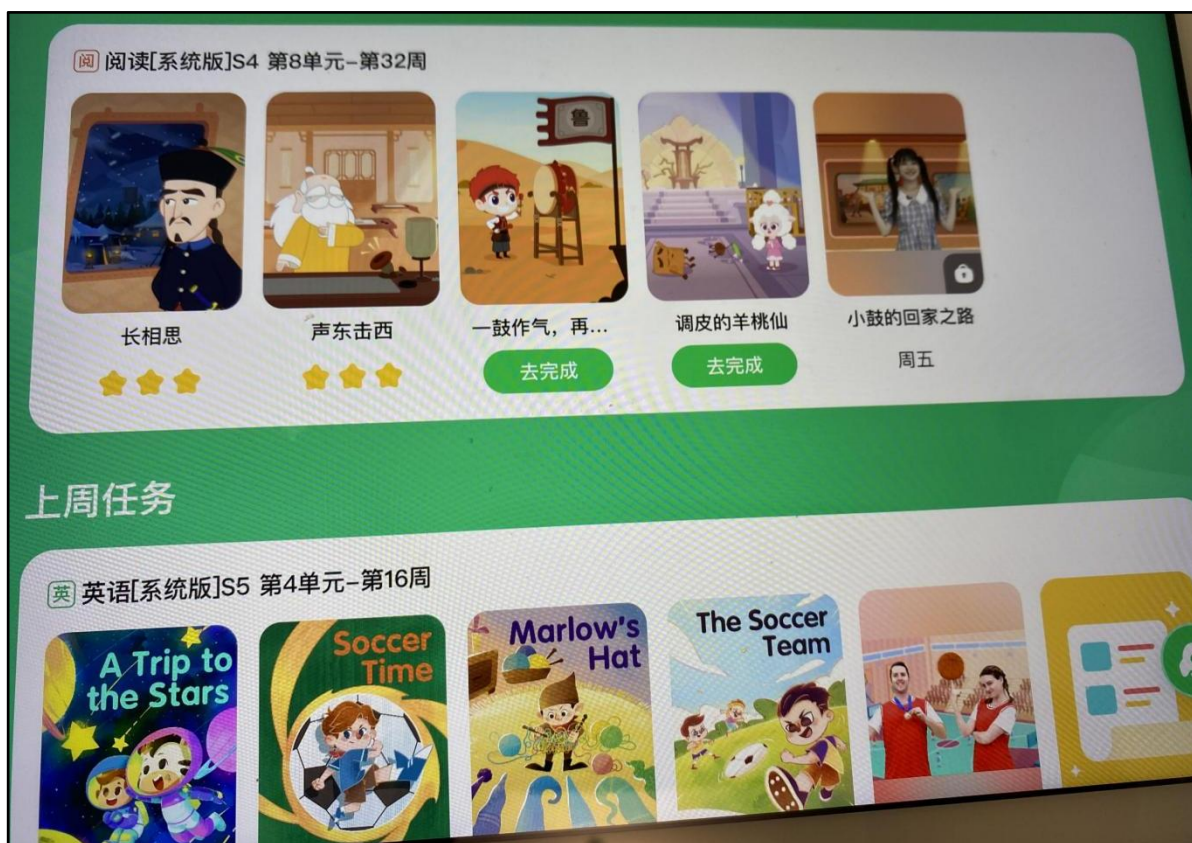 阅 阅读[系统版]S4 第8单元-第32周
鲁
长相思
声东击西
一鼓作气，再...
调皮的羊桃仙
小鼓的回家之路
去完成
去完成
周五
上周任务
英 英语[系统版]S5 第4单元-第16周
A Trip to
the Stars
Soccer
Time
Marlow's
Hat
The Soccer
Team